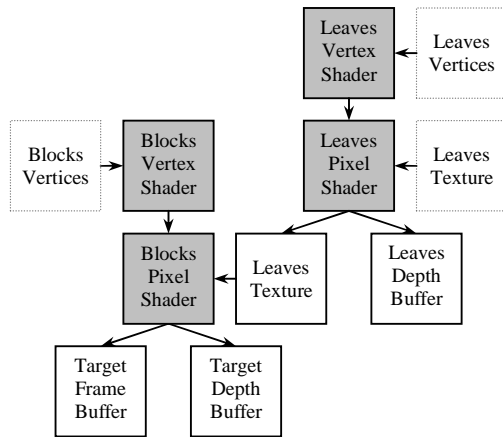 Leaves
Vertex
Shader
Leaves
Vertices
Blocks
Vertices
Blocks
Vertex
Shader
Leaves
Pixel
Shader
Leaves
Texture
Blocks
Pixel
Shader
Leaves
Texture
Leaves
Depth
Buffer
Target
Frame
Buffer
Target
Depth
Buffer